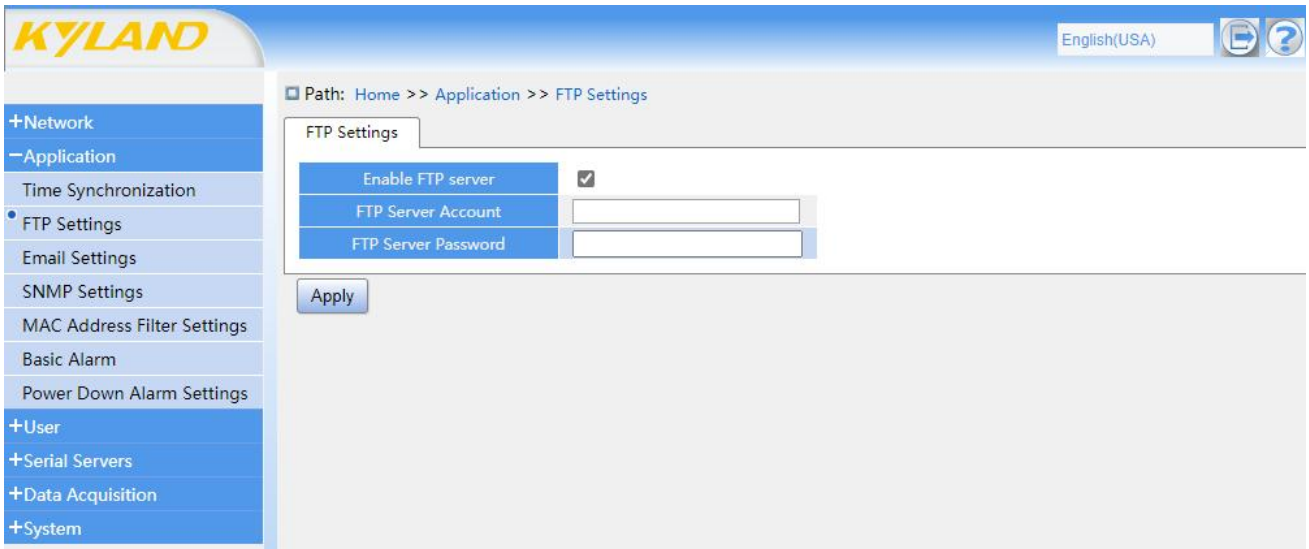 KYLAND
English(USA)
Path: Home >> Application >> FTP Settings
+Network
−Application
Time Synchronization
FTP Settings
Email Settings
SNMP Settings
MAC Address Filter Settings
Basic Alarm
Power Down Alarm Settings
+User
+Serial Servers
+Data Acquisition
+System
FTP Settings
Enable FTP server
FTP Server Account
FTP Server Password
Apply